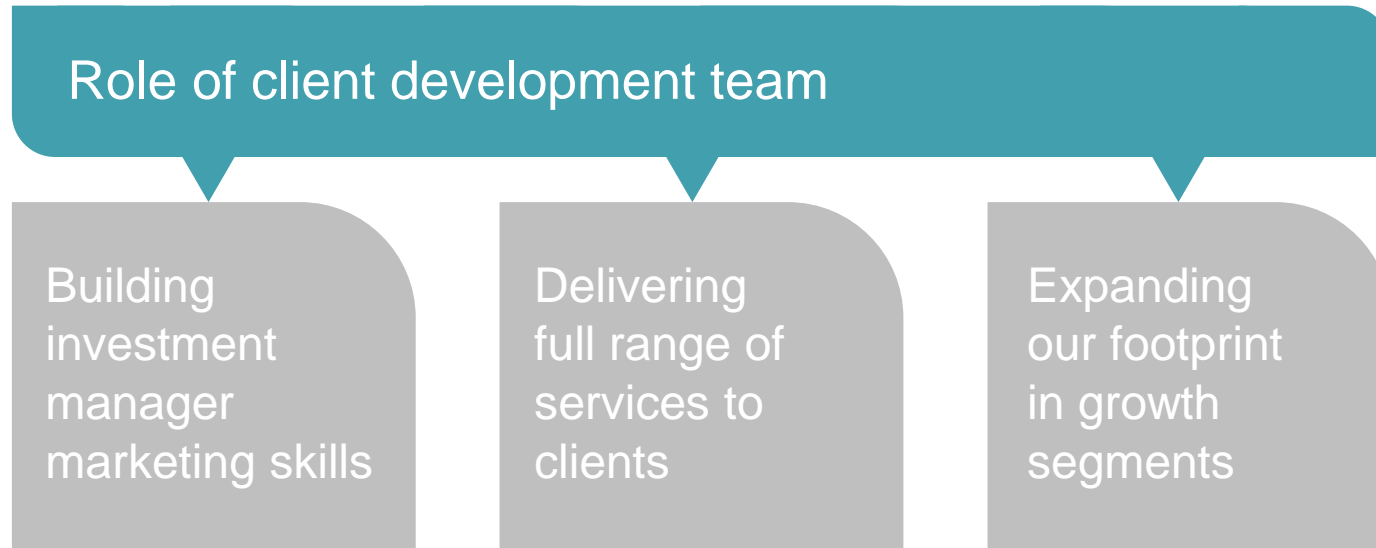 Role of client development team
Building
investment
manager
marketing skills
Delivering
full range of
services to
clients
Expanding
our footprint
in growth
segments